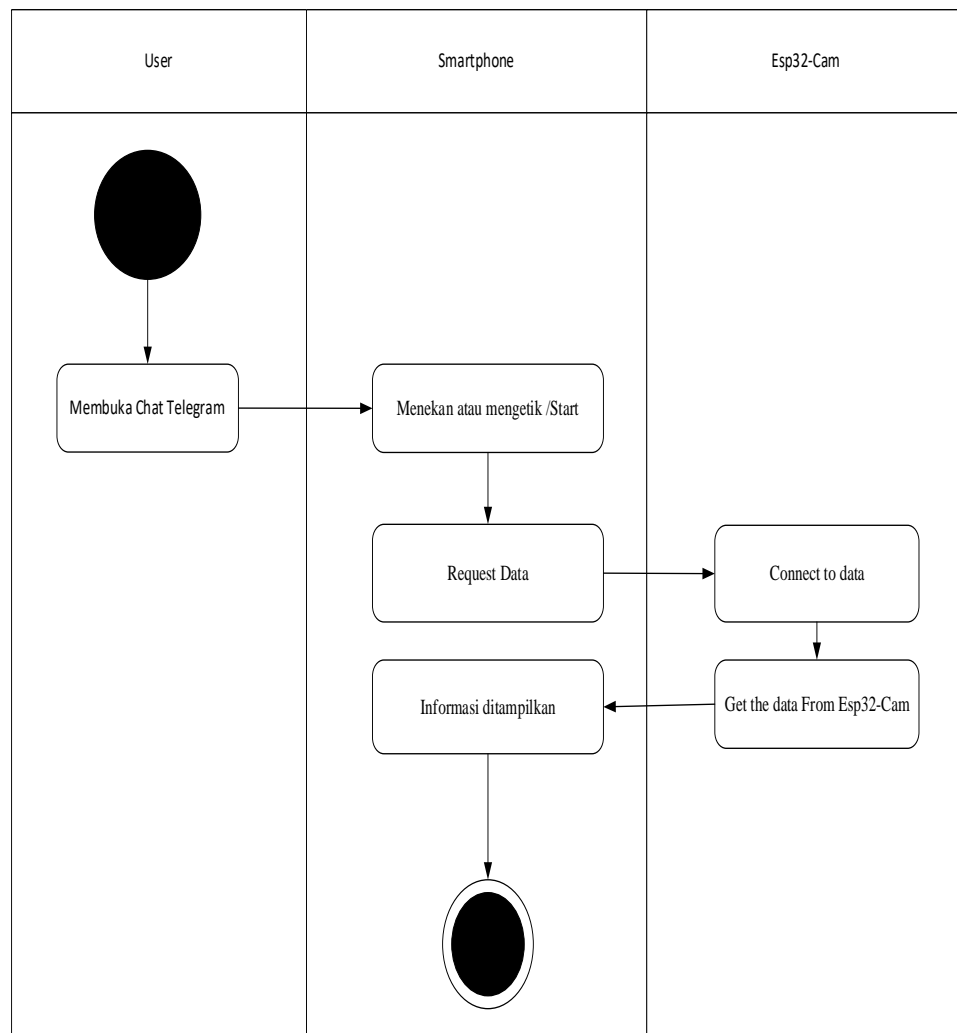 User
Smartphone
Esp32-Cam
Membuka Chat Telegram
Menekan atau mengetik /Start
Request Data
Connect to data
Get the data From Esp32-Cam
Informasi ditampilkan